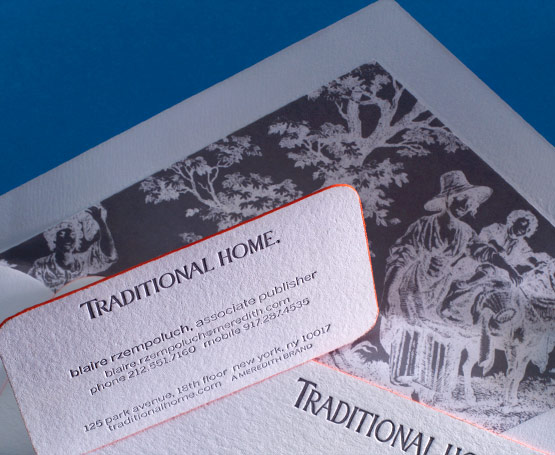 TRADITIONAL HOME.
blaire rzempoluch, associate publisher
blaire.rzempoluch@meredith.com
phone 212.551.7160 mobile 917.257.4535
125 park avenue, 18th floor new york, ny 10017
traditionalhome.com A MEREDITH BRAND
TRADITIONAL HO